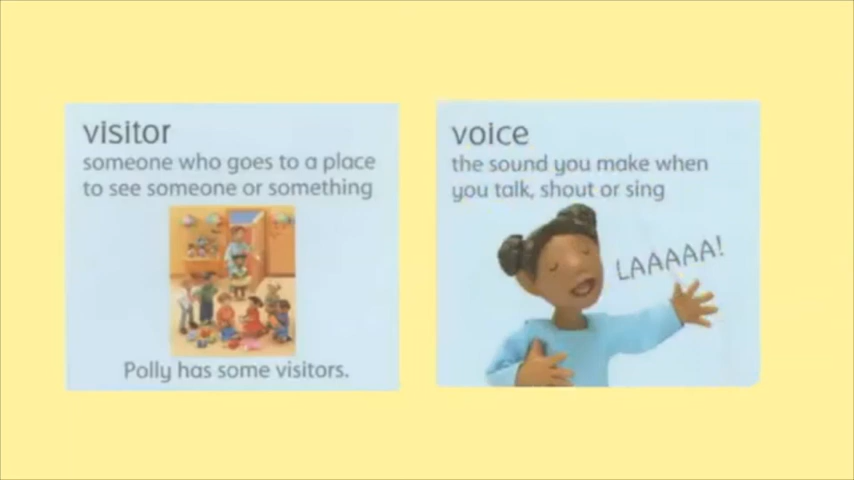 visitor
someone who goes to a place
to see someone or something
Polly has some visitors.
voice
the sound you make when
you talk, shout or sing
LAAAAA!